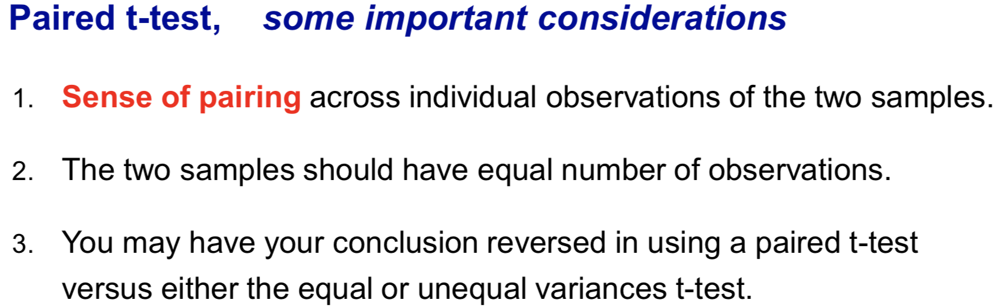 Paired t-test, some important considerations
1. Sense of pairing across individual observations of the two samples.
2. The two samples should have equal number of observations.
3. You may have your conclusion reversed in using a paired t-test
versus either the equal or unequal variances t-test.